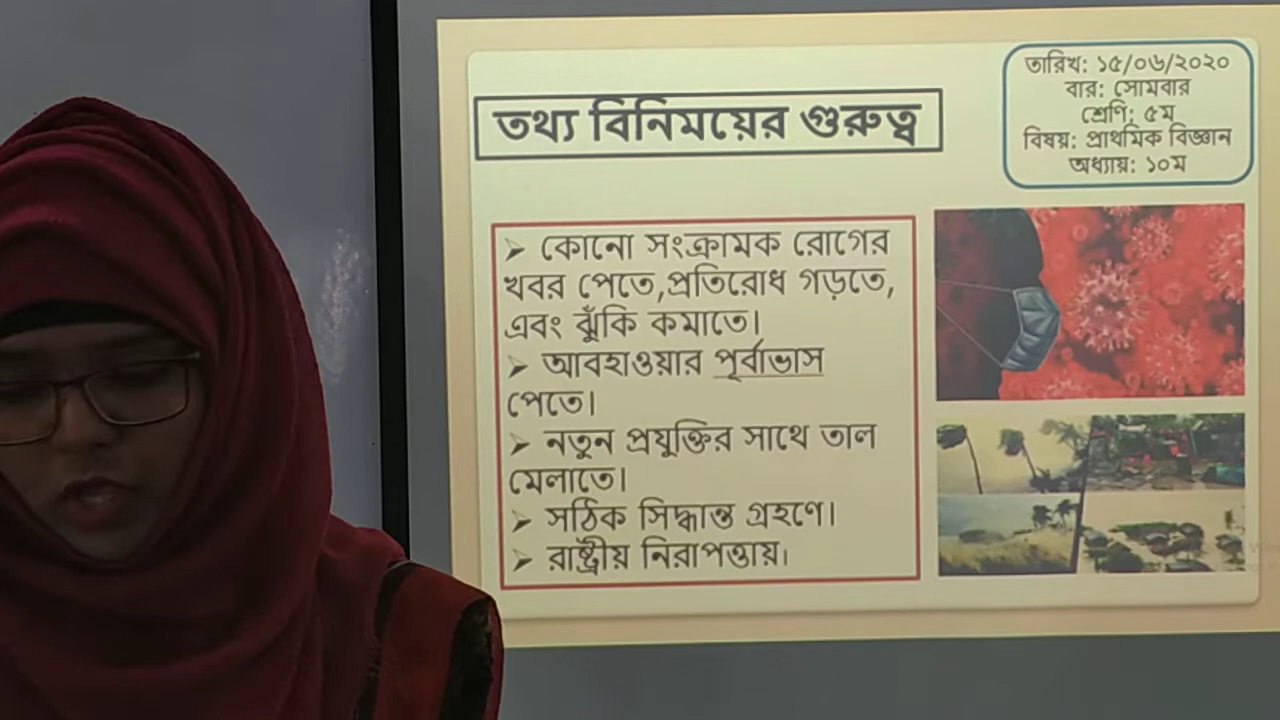 তথ্য বিনিময়ের গুরুত্ব
তারিখ: ১৫/০৬/২০২০
বার: সোমবার
শ্রেণি: ৫ম
বিষয়: প্রাথমিক বিজ্ঞান
অধ্যায়: ১০ম
➢ কোনো সংক্রামক রোগের
খবর পেতে,প্রতিরোধ গড়তে,
এবং ঝুঁকি কমাতে।
➢ আবহাওয়ার পূর্বাভাস
পেতে।
➢ নতুন প্রযুক্তির সাথে তাল
মেলাতে।
➢ সঠিক সিদ্ধান্ত গ্রহণে।
➢ রাষ্ট্রীয় নিরাপত্তায়।